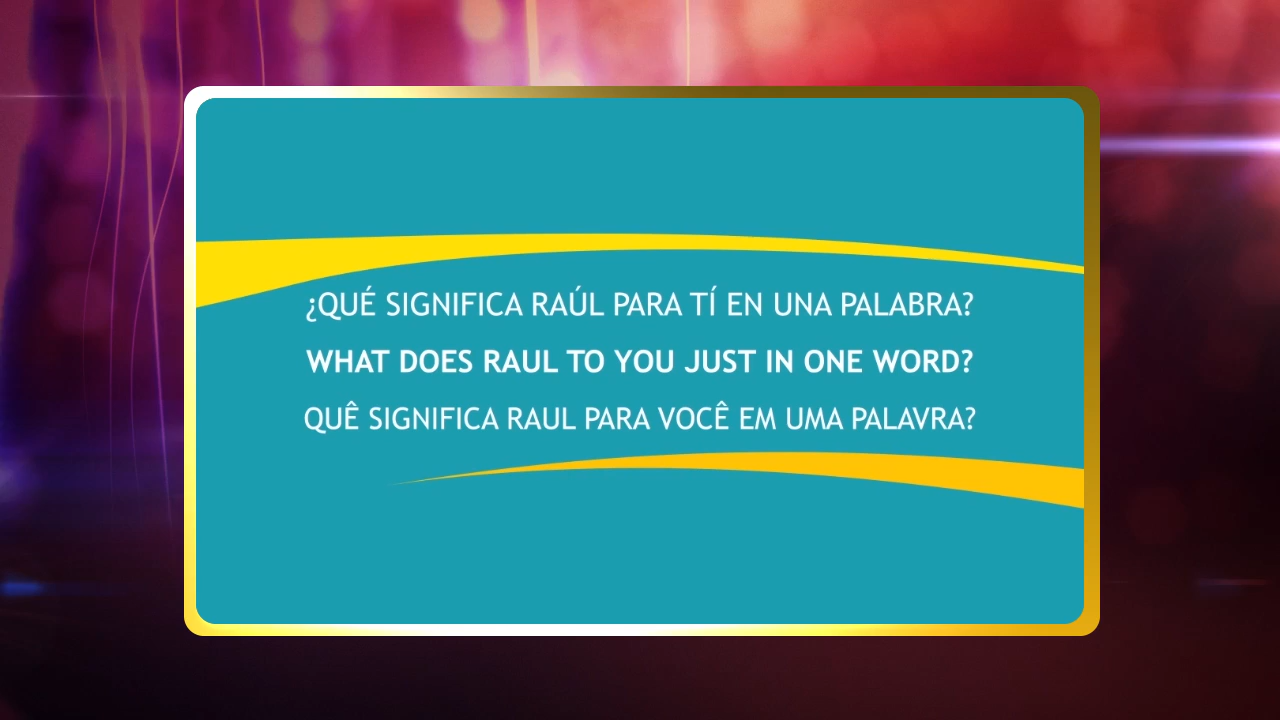 ¿QUÉ SIGNIFICA RAÚL PARA TÍ EN UNA PALABRA?
WHAT DOES RAUL TO YOU JUST IN ONE WORD?
QUÊ SIGNIFICA RAUL PARA VOCÊ EM UMA PALAVRA?